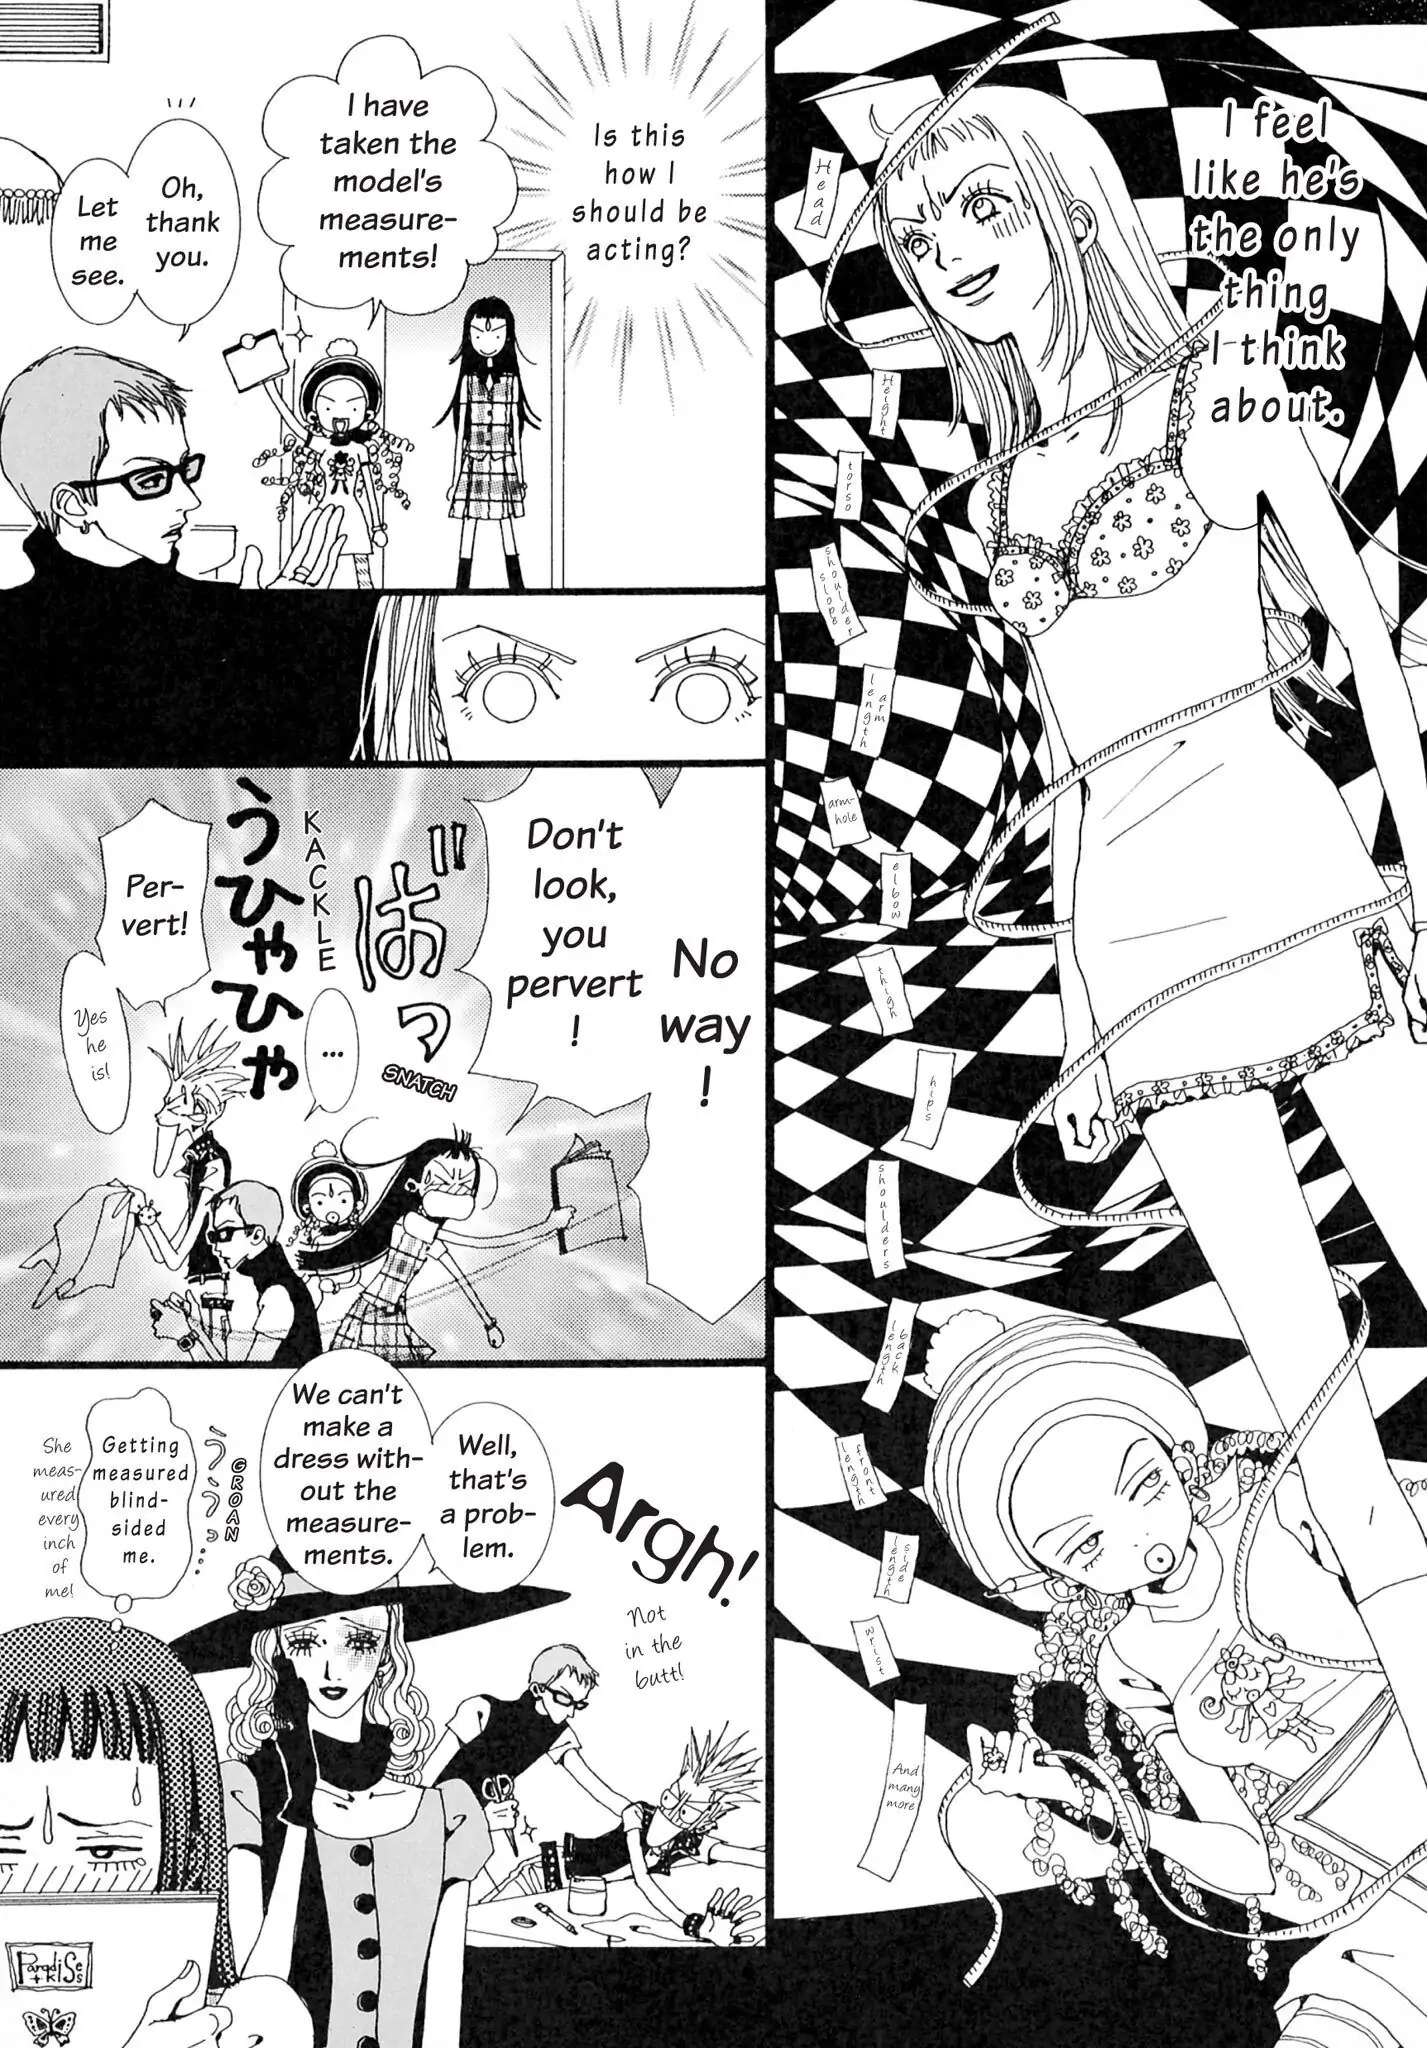 I feel
like he's
the only
thing
I think
about.
Head
Height
torso
shoulder
slope
arm
length
arm-
hole
elbow
thigh
hips
shoulders
back
length
front
length
side
length
wrist
And
many
more
Is this
how I
should be
acting?
I have
taken the
model's
measure-
ments!
Oh,
thank
you.
Let
me
see.
No
way
!
Don't
look,
you
pervert
!
ばっ
SNATCH
...
KACKLE
うひゃひゃ
Per-
vert!
Yes
he
is!
Argh!
Not
in the
butt!
Well,
that's
a prob-
lem.
We can't
make a
dress with-
out the
measure-
ments.
GROAN
ううっ…
Getting
measured
blind-
sided
me.
She
meas-
ured
every
inch
of
me!
Paradise
+kiss